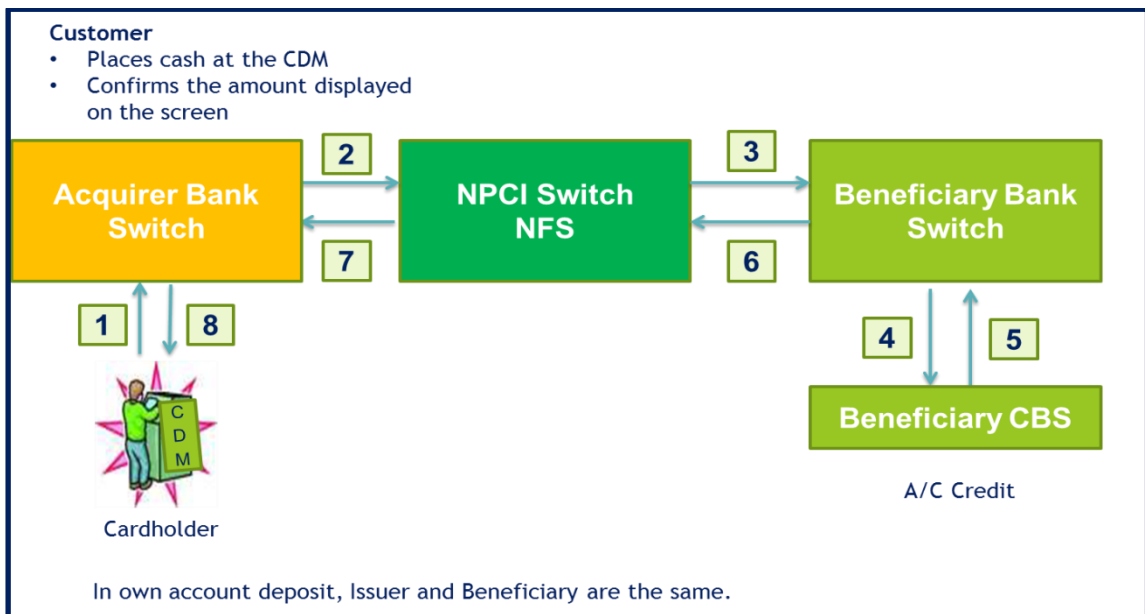 Customer
• Places cash at the CDM
• Confirms the amount displayed
on the screen
Acquirer Bank
Switch
2
7
NPCI Switch
NFS
3
6
Beneficiary Bank
Switch
1
8
4
5
C
D
M
Beneficiary CBS
A/C Credit
Cardholder
In own account deposit, Issuer and Beneficiary are the same.